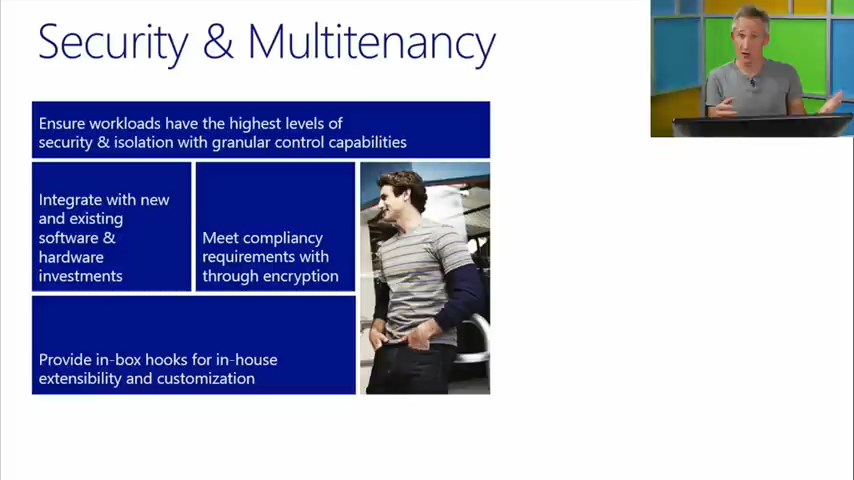 Security & Multitenancy
Ensure workloads have the highest levels of
security & isolation with granular control capabilities
Integrate with new
and existing
software &
hardware
investments
Meet compliancy
requirements with
through encryption
Provide in-box hooks for in-house
extensibility and customization